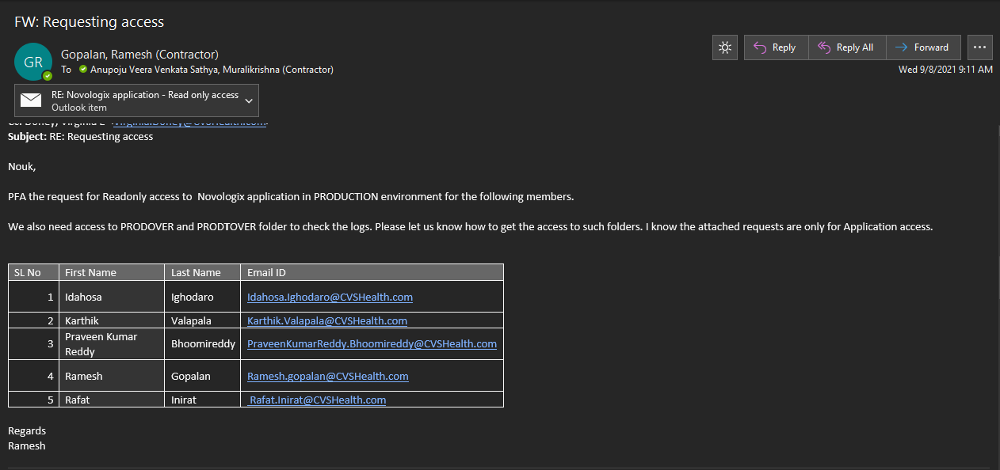 FW: Requesting access
GR
Gopalan, Ramesh (Contractor)
To Anupoju Veera Venkata Sathya, Muralikrishna (Contractor)
Reply
Reply All
Forward
Wed 9/8/2021 9:11 AM
RE: Novologix application - Read only access
Outlook item
Subject: RE: Requesting access
Nouk,
PFA the request for Readonly access to  Novologix application in PRODUCTION environment for the following members.
We also need access to PRODOVER and PRODTOVER folder to check the logs. Please let us know how to get the access to such folders. I know the attached requests are only for Application access.
SL No First Name Last Name Email ID
1 Idahosa Ighodaro Idahosa.Ighodaro@CVSHealth.com
2 Karthik Valapala Karthik.Valapala@CVSHealth.com
3 Praveen Kumar Reddy Bhoomireddy PraveenKumarReddy.Bhoomireddy@CVSHealth.com
4 Ramesh Gopalan Ramesh.gopalan@CVSHealth.com
5 Rafat Inirat Rafat.Inirat@CVSHealth.com
Regards
Ramesh